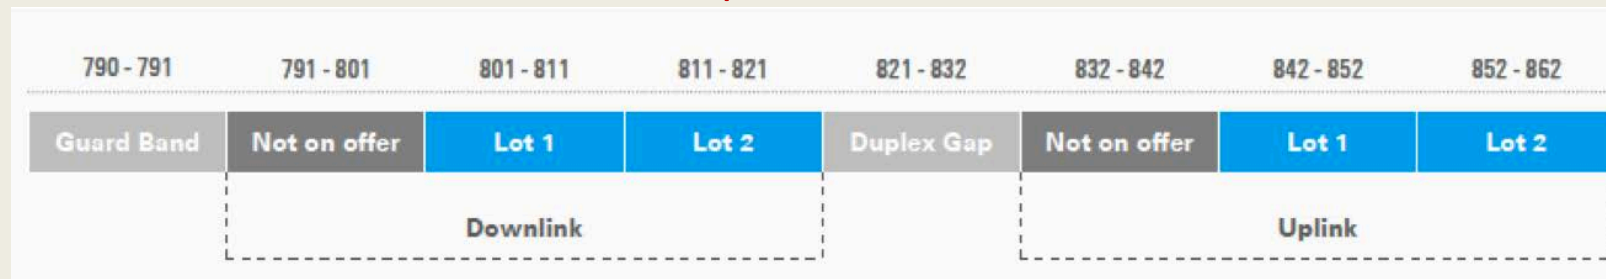 790 - 791 791 - 801 801 - 811 811 - 821 821 - 832 832 - 842 842 - 852 852 - 862
Guard Band Not on offer Lot 1 Lot 2 Duplex Gap Not on offer Lot 1 Lot 2
Downlink Uplink